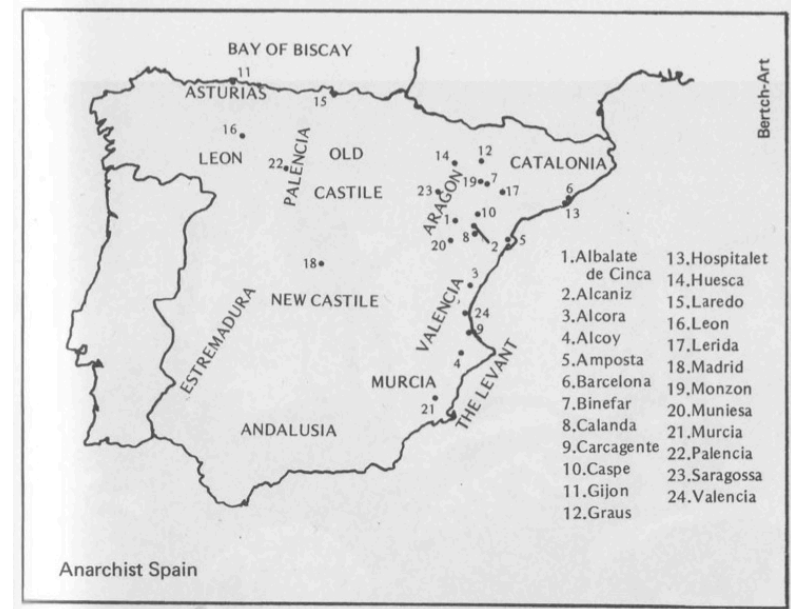 BAY OF BISCAY
11
ASTURIAS
15
16
LEON
22
PALENCIA
OLD
CASTILE
14
12
CATALONIA
19
7
23
17
6
13
ARAGON
1
10
8
20
2
5
18
NEW CASTILE
3
VALENCIA
24
9
4
ESTREMADURA
MURCIA
21
THE LEVANT
ANDALUSIA
1.Albalate
de Cinca
2.Alcaniz
3.Alcora
4.Alcoy
5.Amposta
6.Barcelona
7.Binefar
8.Calanda
9.Carcagente
10.Caspe
11.Gijon
12.Graus
13.Hospitalet
14.Huesca
15.Laredo
16.Leon
17.Lerida
18.Madrid
19.Monzon
20.Muniesa
21.Murcia
22.Palencia
23.Saragossa
24.Valencia
Bertch-Art
Anarchist Spain